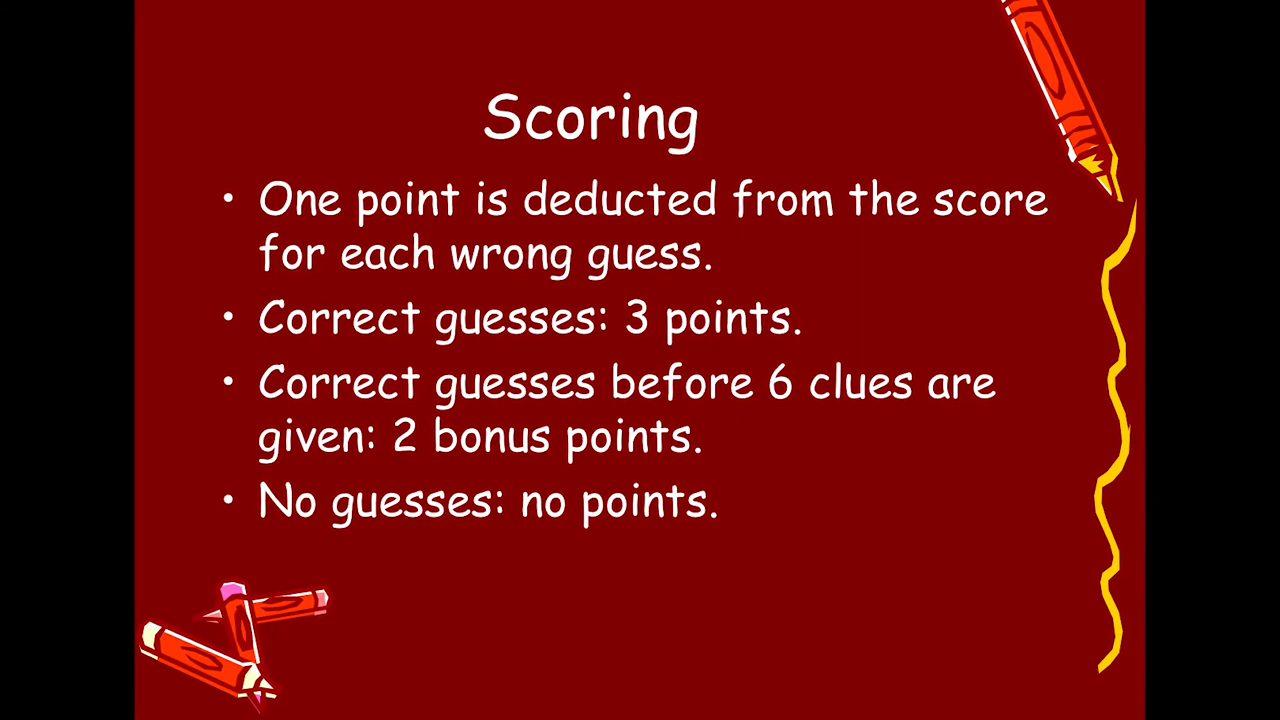 Scoring
• One point is deducted from the score
for each wrong guess.
• Correct guesses: 3 points.
• Correct guesses before 6 clues are
given: 2 bonus points.
• No guesses: no points.